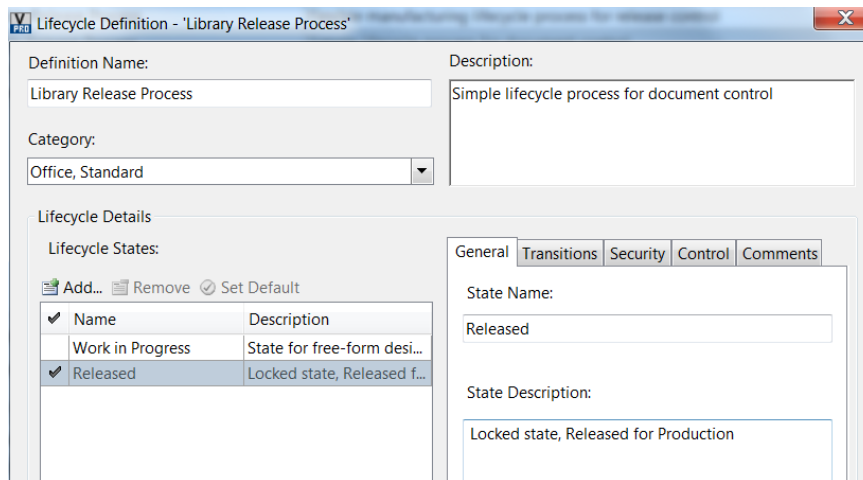 V PRO Lifecycle Definition - 'Library Release Process'
Definition Name:
Library Release Process
Description:
Simple lifecycle process for document control
Category:
Office, Standard
Lifecycle Details
Lifecycle States:
Add... Remove Set Default
Name Description
Work in Progress State for free-form desi...
Released Locked state, Released f...
General Transitions Security Control Comments
State Name:
Released
State Description:
Locked state, Released for Production